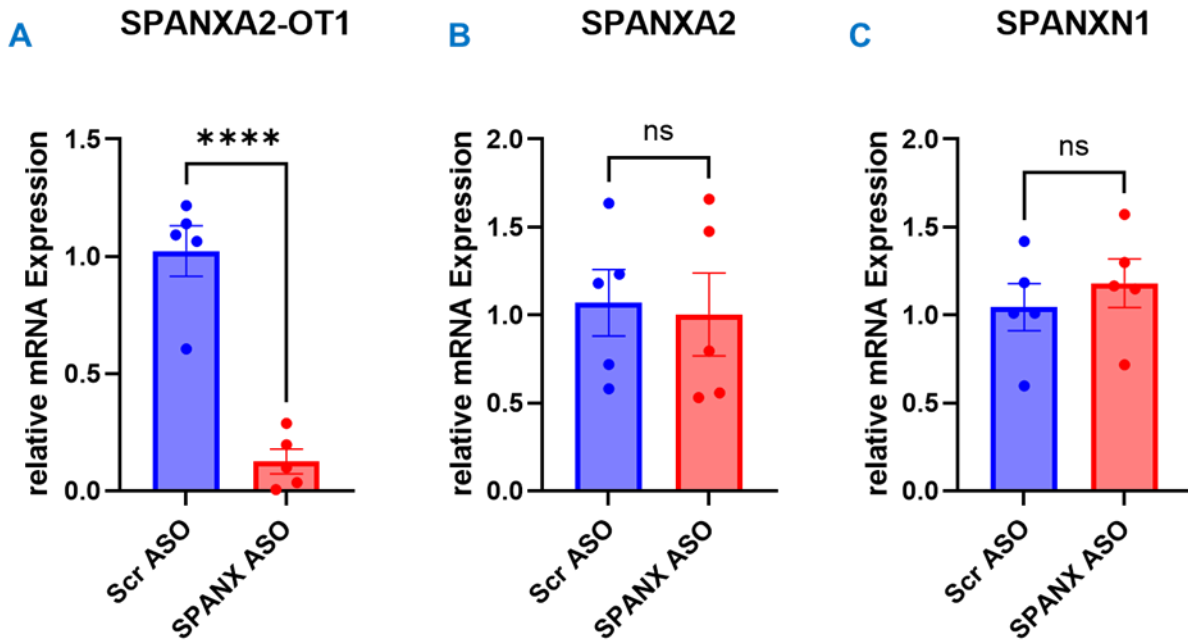 A SPANXA2-OT1
relative mRNA Expression
1.5
1.0
0.5
0.0
****
Scr ASO
SPANX ASO
B SPANXA2
relative mRNA Expression
2.0
1.5
1.0
0.5
0.0
ns
Scr ASO
SPANX ASO
C SPANXN1
relative mRNA Expression
2.0
1.5
1.0
0.5
0.0
ns
Scr ASO
SPANX ASO